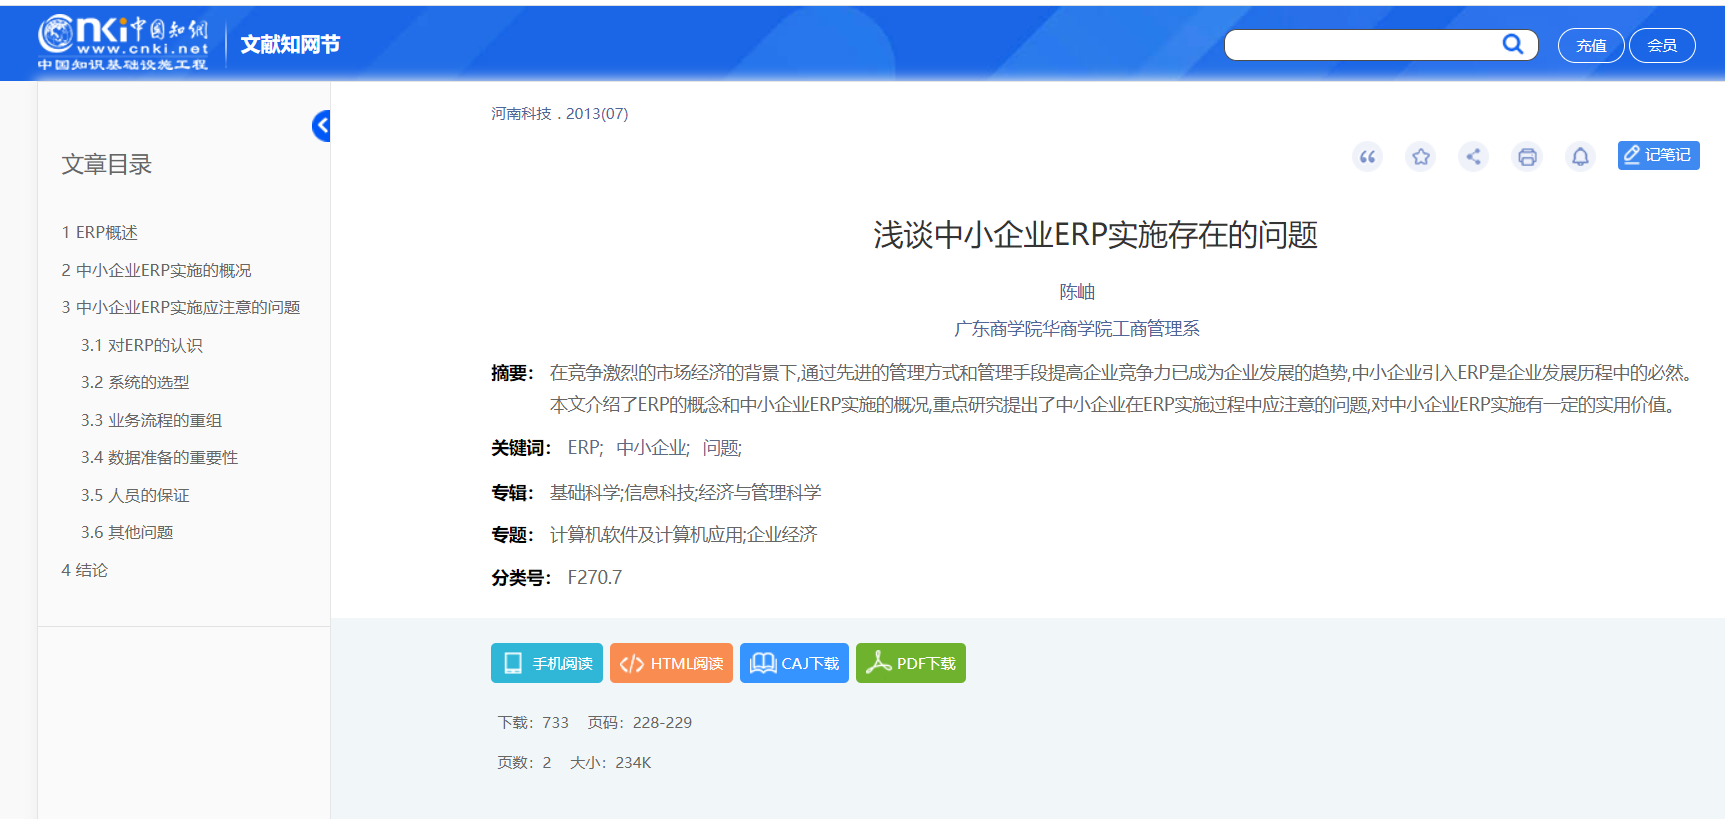 cnki中国知網
www.cnki.net
中国知识基础设施工程
文献知网节
充值
会员
文章目录
1 ERP概述
2 中小企业ERP实施的概况
3 中小企业ERP实施应注意的问题
3.1 对ERP的认识
3.2 系统的选型
3.3 业务流程的重组
3.4 数据准备的重要性
3.5 人员的保证
3.6 其他问题
4 结论
河南科技 . 2013(07)
记笔记
浅谈中小企业ERP实施存在的问题
陈岫
广东商学院华商学院工商管理系
摘要： 在竞争激烈的市场经济的背景下,通过先进的管理方式和管理手段提高企业竞争力已成为企业发展的趋势,中小企业引入ERP是企业发展历程中的必然。
本文介绍了ERP的概念和中小企业ERP实施的概况,重点研究提出了中小企业在ERP实施过程中应注意的问题,对中小企业ERP实施有一定的实用价值。
关键词： ERP; 中小企业; 问题;
专辑： 基础科学;信息科技;经济与管理科学
专题： 计算机软件及计算机应用;企业经济
分类号： F270.7
手机阅读
HTML阅读
CAJ下载
PDF下载
下载：733 页码：228-229
页数：2 大小：234K